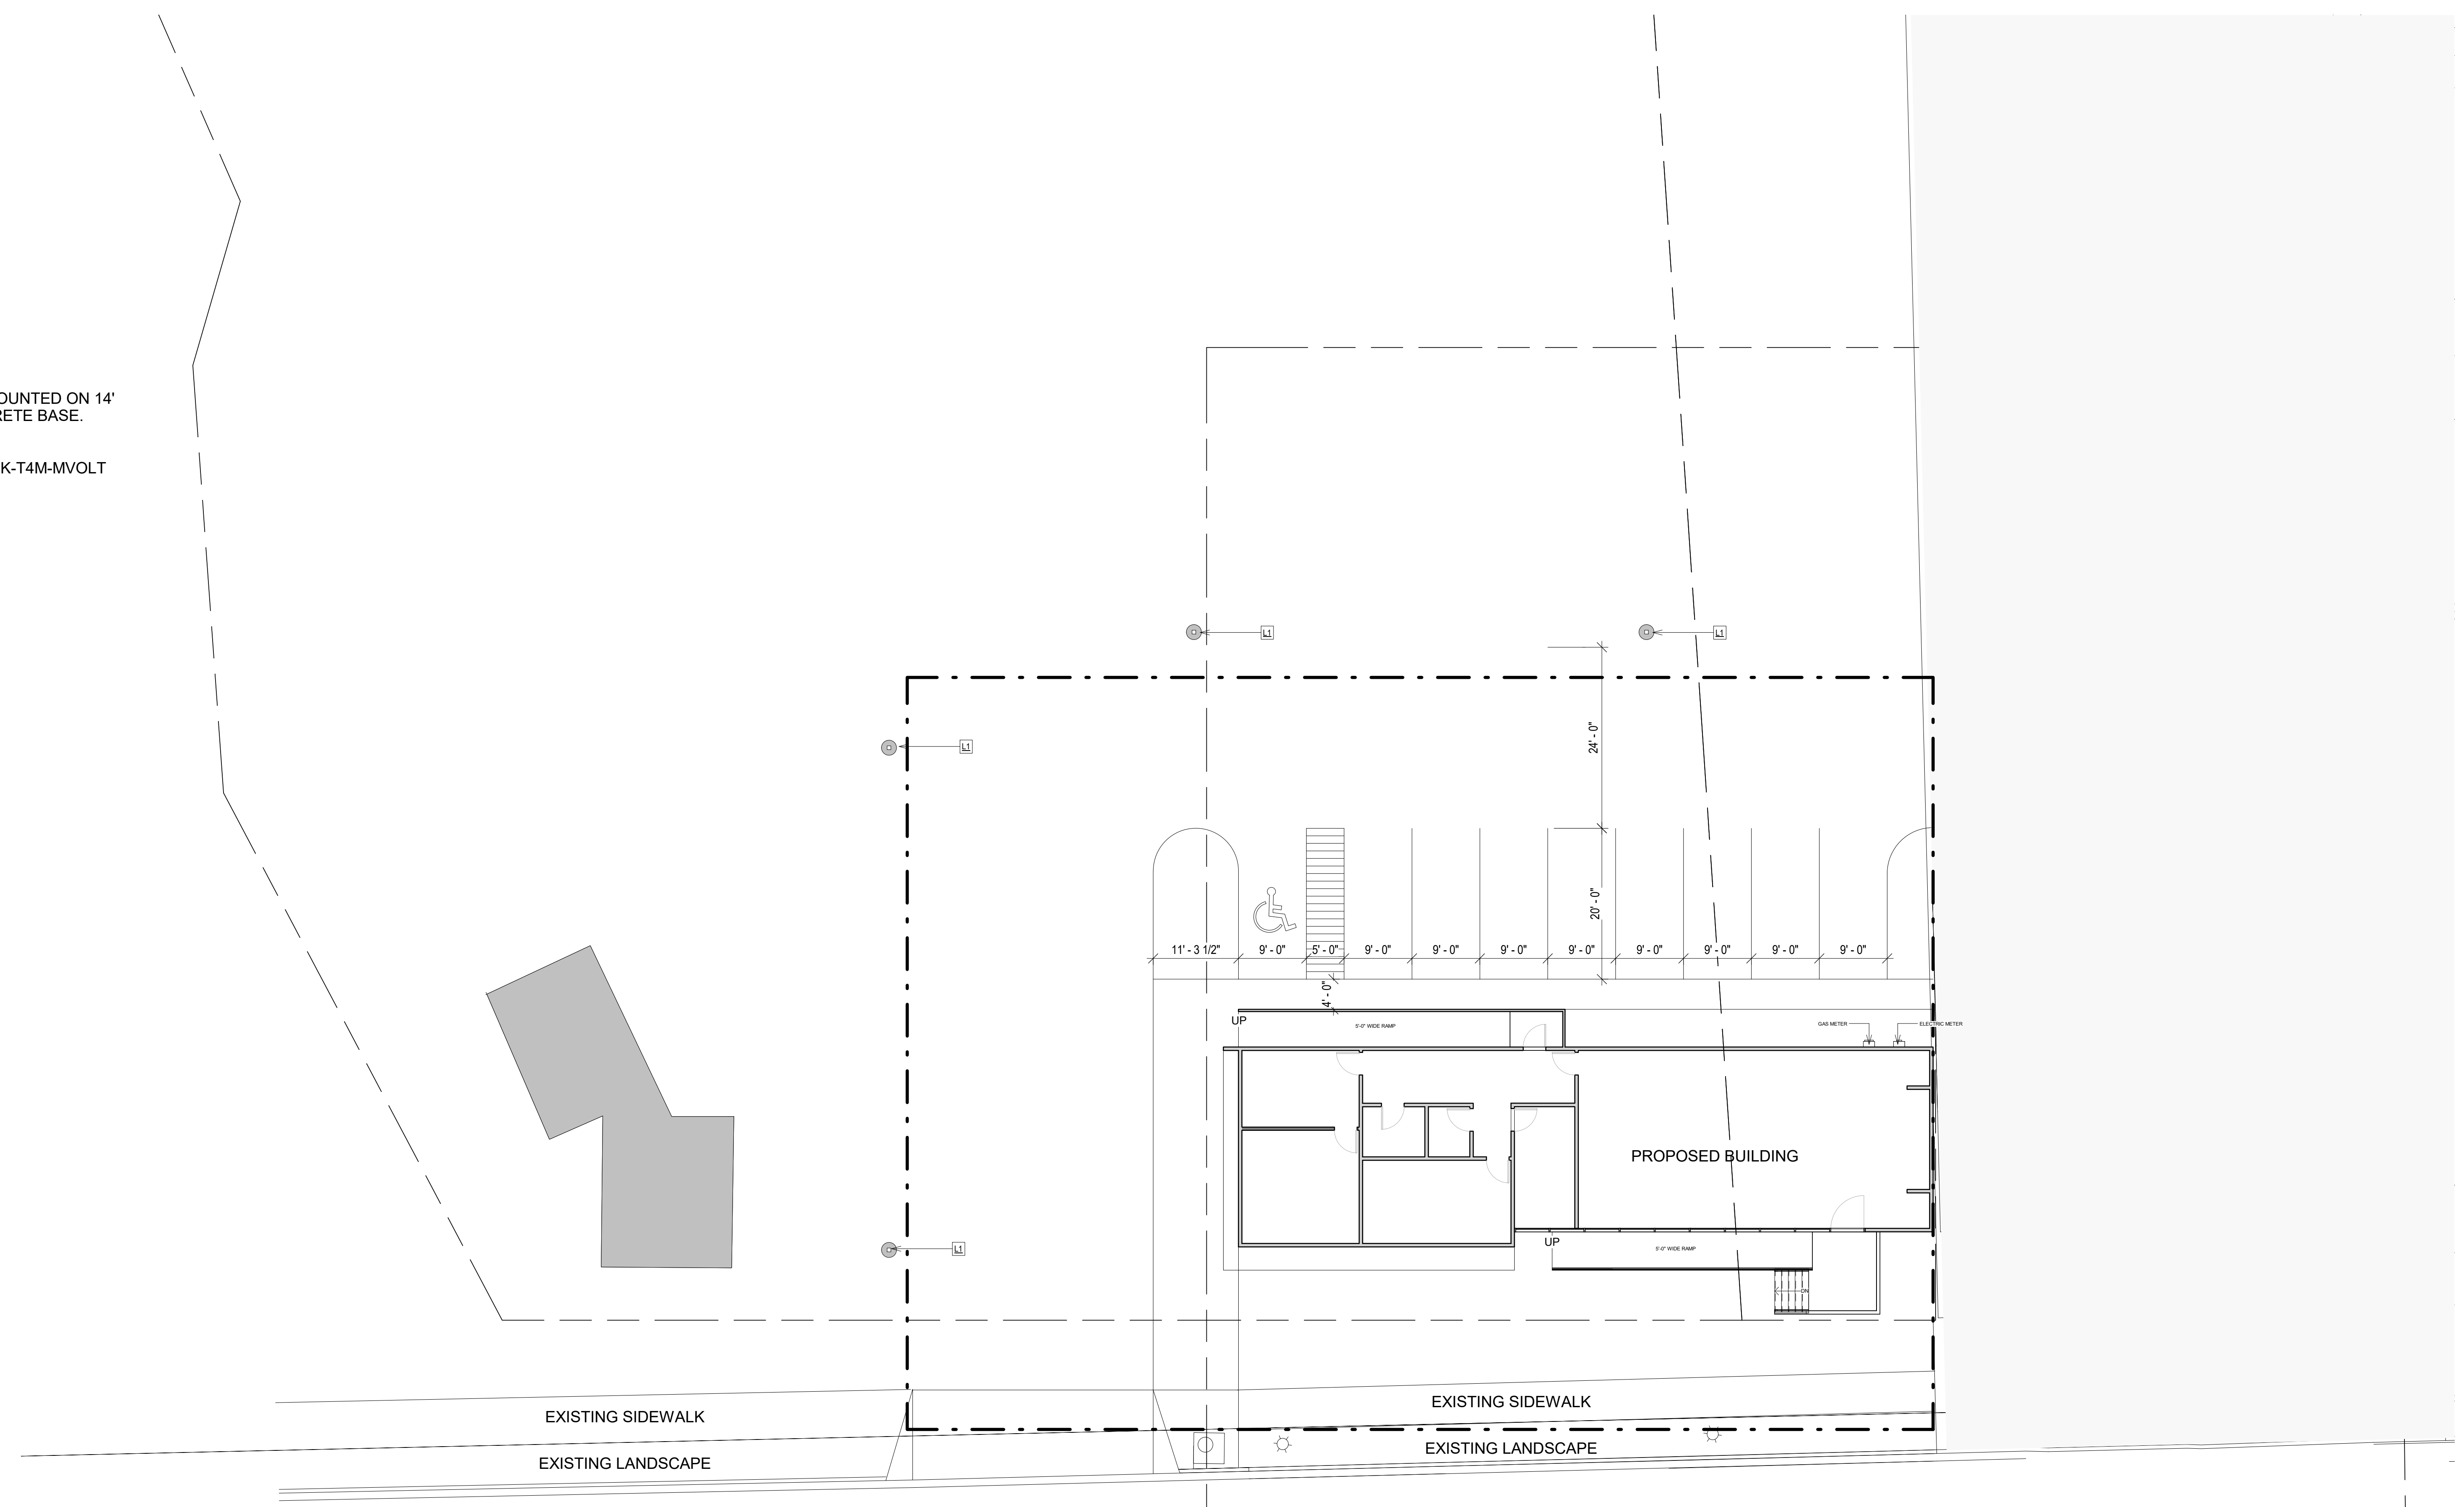 OUNTED ON 14'
RETE BASE.
K-T4M-MVOLT
L1
L1
L1
24' - 0"
20' - 0"
11' - 3 1/2"
9' - 0"
5' - 0"
9' - 0"
9' - 0"
9' - 0"
9' - 0"
9' - 0"
9' - 0"
9' - 0"
9' - 0"
4' - 0"
UP
5'-0" WIDE RAMP
GAS METER
ELECTRIC METER
PROPOSED BUILDING
L1
UP
5'-0" WIDE RAMP
DN
EXISTING SIDEWALK
EXISTING SIDEWALK
EXISTING LANDSCAPE
EXISTING LANDSCAPE